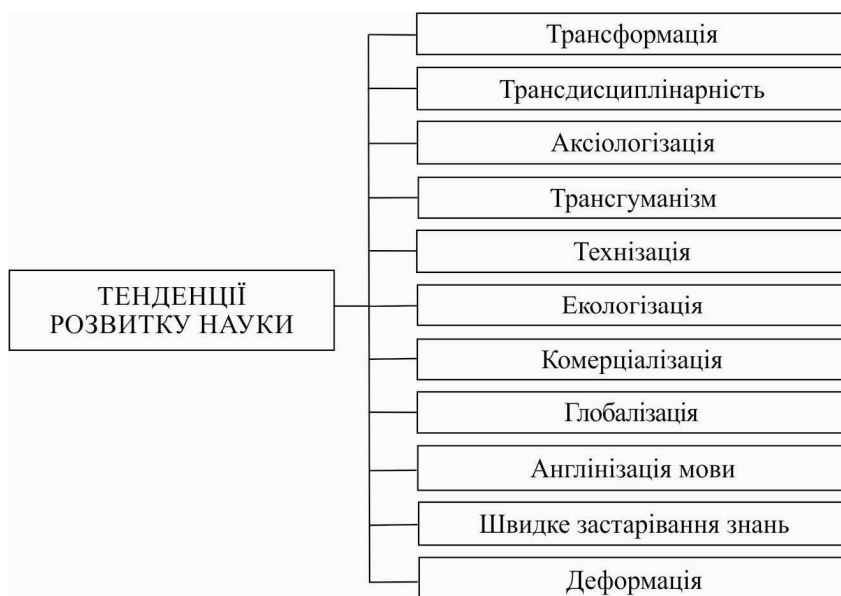 Трансформація
Трансдисциплінарність
Аксіологізація
Трансгуманізм
Технізація
ТЕНДЕНЦІЇ
РОЗВИТКУ НАУКИ
Екологізація
Комерціалізація
Глобалізація
Англінізація мови
Швидке застарівання знань
Деформація